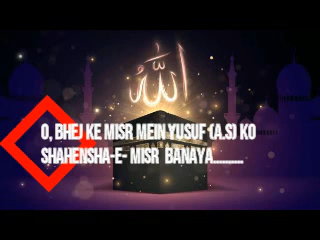 الله
O, BHEJ KE MISR MEIN YUSUF (A.S) KO
SHAHENSHA-E- MISR BANAYA..........